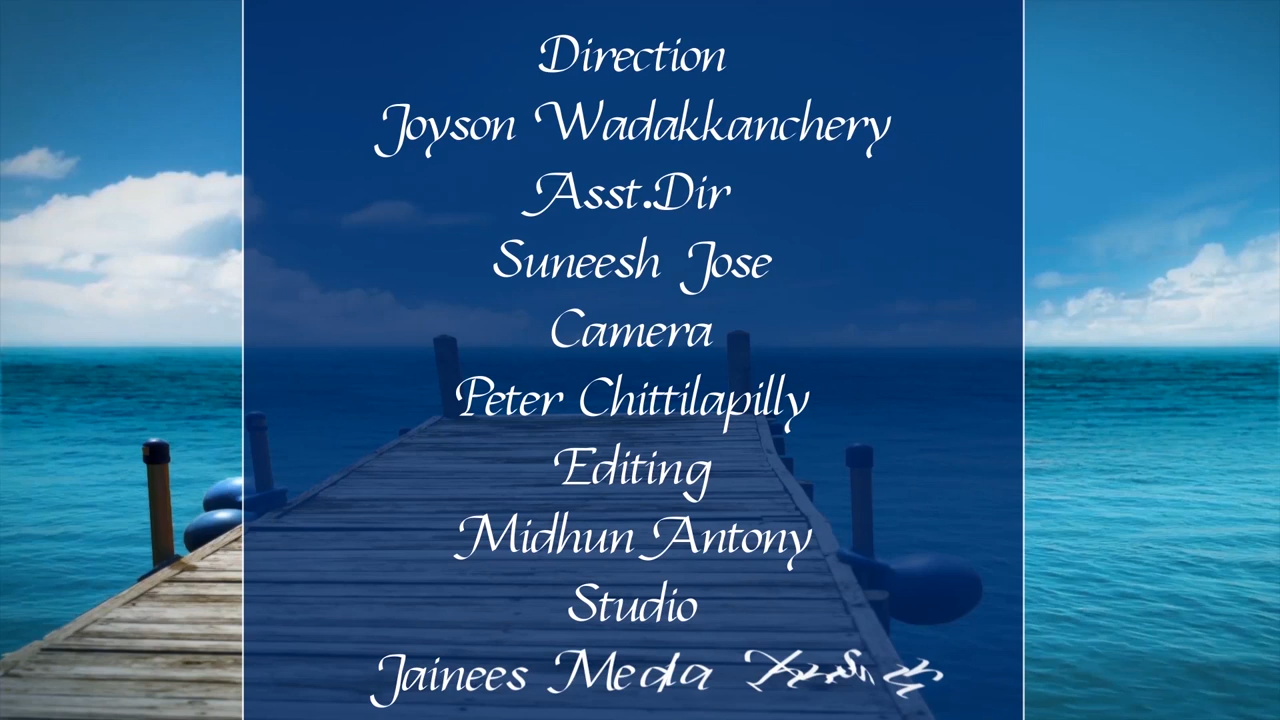 Direction
Joyson Wadakkanchery
Asst.Dir
Suneesh Jose
Camera
Peter Chittilapilly
Editing
Midhun Antony
Studio
Jainees